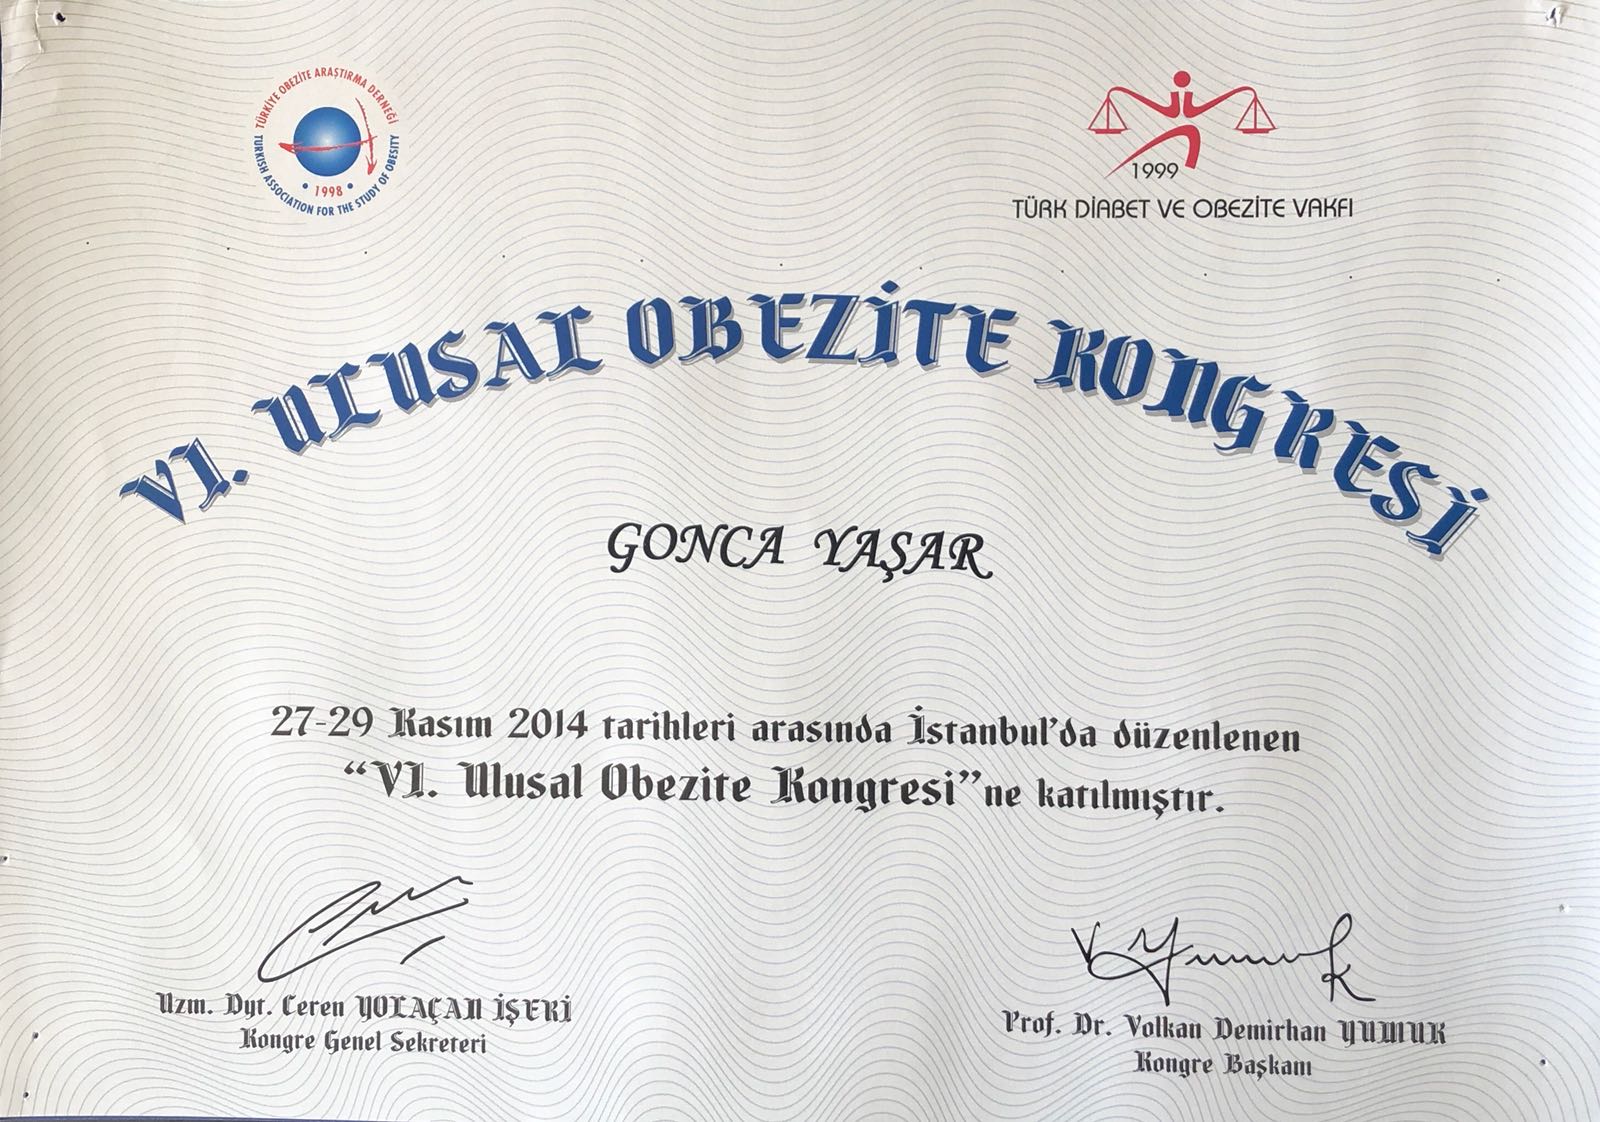 TÜRKİYE OBEZİTE ARAŞTIRMA DERNEĞİ
TURKISH ASSOCIATION FOR THE STUDY OF OBESITY
• 1998 •
1999
TÜRK DİABET VE OBEZİTE VAKFI
VI. ULUSAL OBEZİTE KONGRESİ
GONCA YAŞAR
27-29 Kasım 2014 tarihleri arasında İstanbul'da düzenlenen
“VI. Ulusal Obezite Kongresi”ne katılmıştır.
Uzm. Dyt. Ceren YOLAÇAN İŞERİ
Kongre Genel Sekreteri
V Yumuk
Prof. Dr. Volkan Demirhan YUMUK
Kongre Başkanı